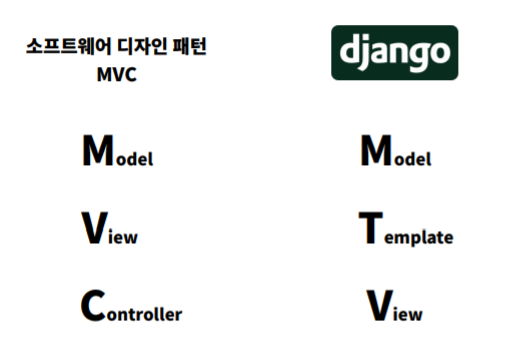 소프트웨어 디자인 패턴
MVC
django
Model
Model
View
Template
Controller
View